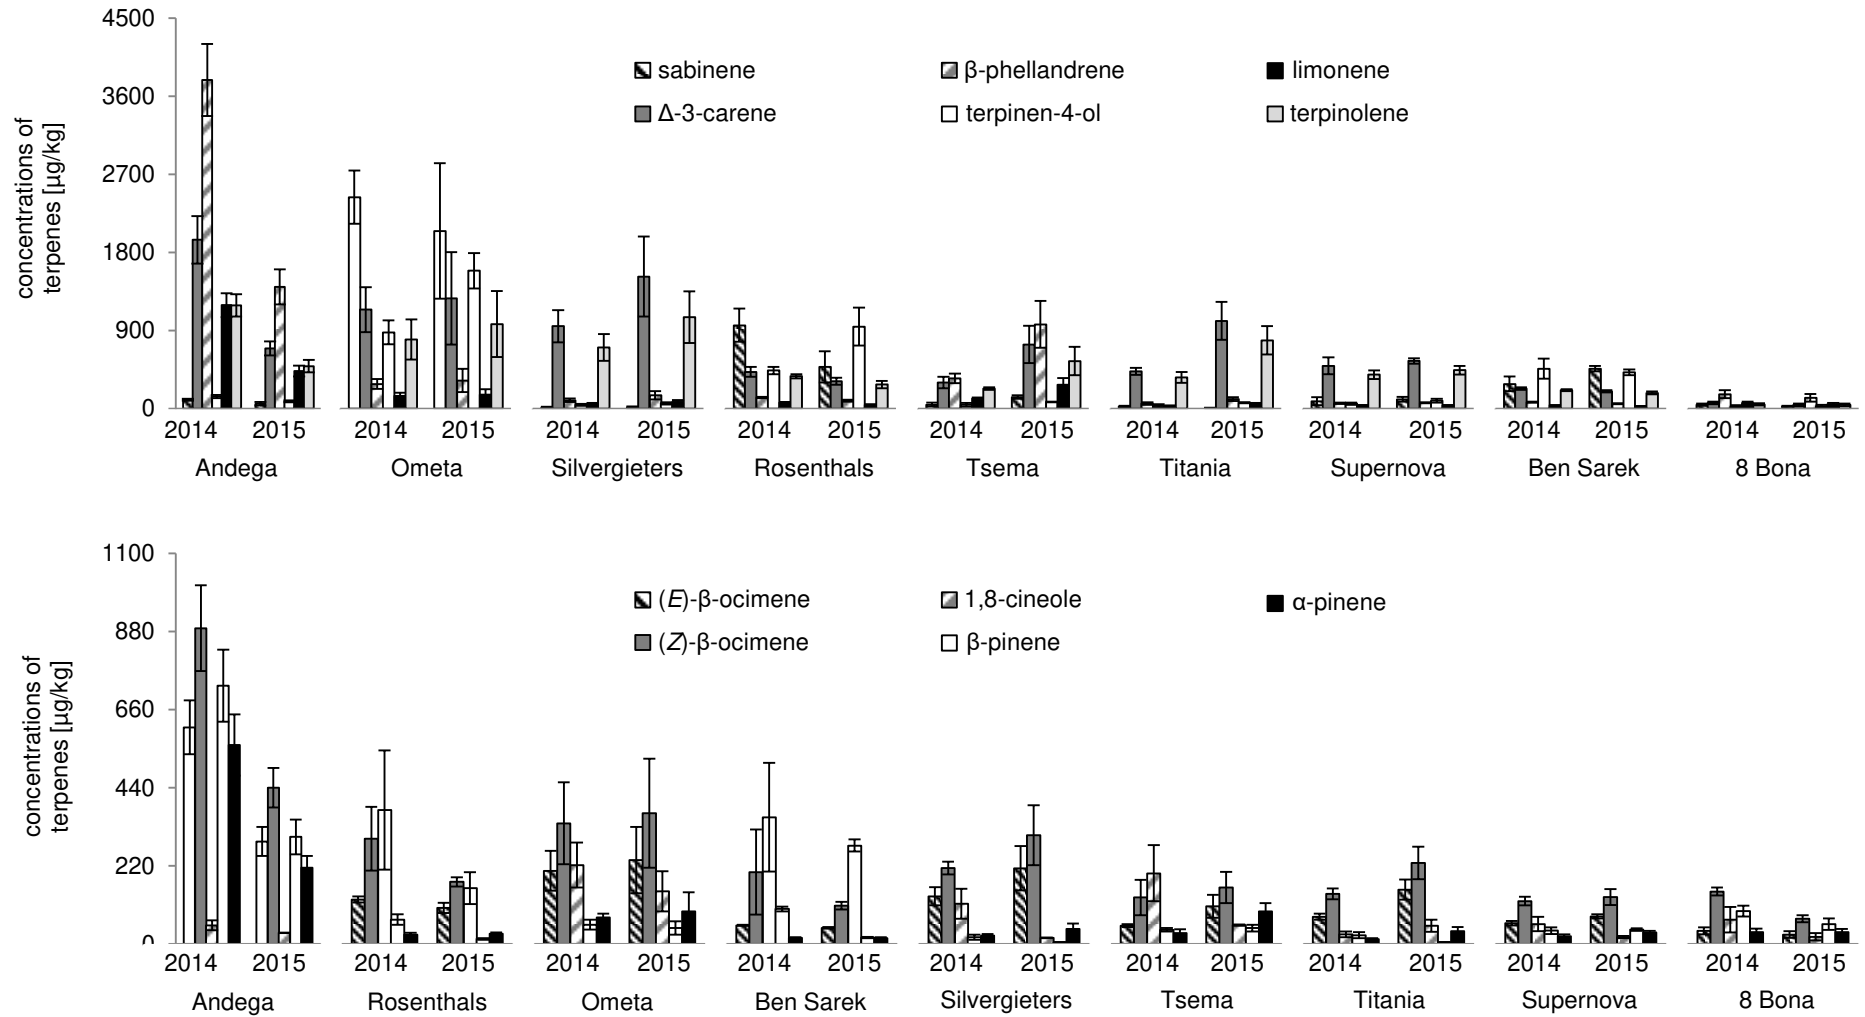 4500
3600
2700
1800
900
0
concentrations of
terpenes [µg/kg]
sabinene β-phellandrene limonene
Δ-3-carene terpinen-4-ol terpinolene
2014 2015 2014 2015 2014 2015 2014 2015 2014 2015 2014 2015 2014 2015 2014 2015 2014 2015
Andega Ometa Silvergieters Rosenthals Tsema Titania Supernova Ben Sarek 8 Bona
1100
880
660
440
220
0
concentrations of
terpenes [µg/kg]
(E)-β-ocimene 1,8-cineole α-pinene
(Z)-β-ocimene β-pinene
2014 2015 2014 2015 2014 2015 2014 2015 2014 2015 2014 2015 2014 2015 2014 2015 2014 2015
Andega Rosenthals Ometa Ben Sarek Silvergieters Tsema Titania Supernova 8 Bona